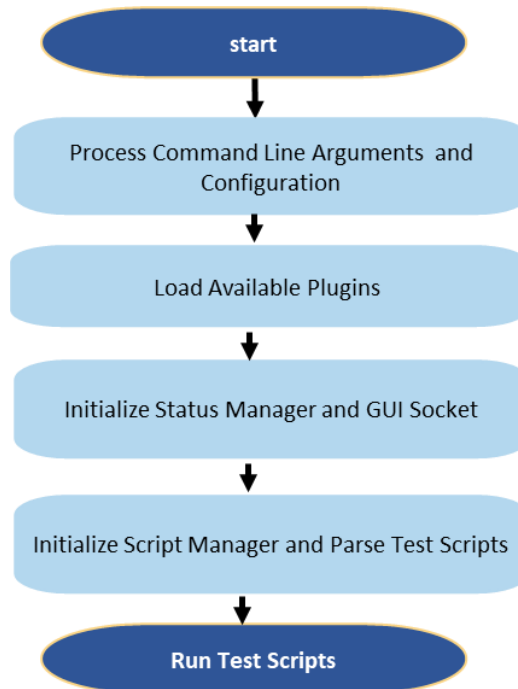 start
Process Command Line Arguments and
Configuration
Load Available Plugins
Initialize Status Manager and GUI Socket
Initialize Script Manager and Parse Test Scripts
Run Test Scripts